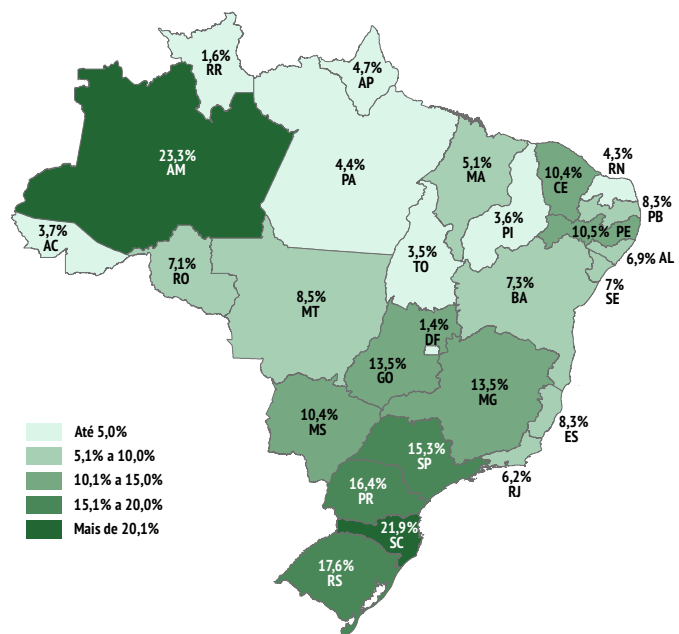 1,6%
RR
4,7%
AP
23,3%
AM
4,4%
PA
5,1%
MA
10,4%
CE
4,3%
RN
8,3%
PB
3,6%
PI
10,5% PE
6,9% AL
7%
SE
3,7%
AC
7,1%
RO
3,5%
TO
7,3%
BA
8,5%
MT
1,4%
DF
13,5%
GO
13,5%
MG
10,4%
MS
8,3%
ES
15,3%
SP
6,2%
RJ
16,4%
PR
21,9%
SC
17,6%
RS
Até 5,0%
5,1% a 10,0%
10,1% a 15,0%
15,1% a 20,0%
Mais de 20,1%